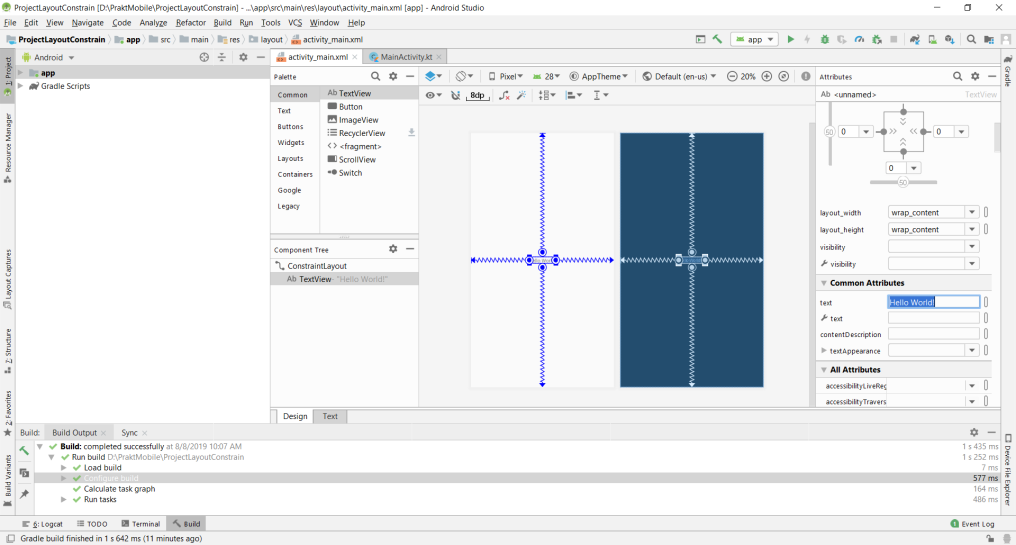 ProjectLayoutConstrain [D:\PraktMobile\ProjectLayoutConstrain] - ...\app\src\main\res\layout\activity_main.xml [app] - Android Studio
File Edit View Navigate Code Analyze Refactor Build Run Tools VCS Window Help
ProjectLayoutConstrain app src main res layout activity_main.xml
app
Android
activity_main.xml
MainActivity.kt
1: Project
Resource Manager
Layout Captures
7: Structure
2: Favorites
Build Variants
app
Gradle Scripts
Palette
Common
Text
Buttons
Widgets
Layouts
Containers
Google
Legacy
Ab TextView
Button
ImageView
RecyclerView
<fragment>
ScrollView
Switch
Component Tree
ConstraintLayout
Ab TextView- "Hello World!"
Pixel 28 AppTheme Default (en-us) 20%
8dp
Design Text
Attributes
Ab <unnamed> TextView
50
0
0
0
50
layout_width wrap_content
layout_height wrap_content
visibility
visibility
Common Attributes
text Hello World!
text
contentDescription
textAppearance
All Attributes
accessibilityLiveReg
accessibilityTravers
Gradle
Device File Explorer
Build: Build Output Sync
Build: completed successfully at 8/8/2019 10:07 AM 1 s 435 ms
Run build D:\PraktMobile\ProjectLayoutConstrain 1 s 252 ms
Load build 7 ms
Configure build 577 ms
Calculate task graph 164 ms
Run tasks 486 ms
6: Logcat TODO Terminal Build
1 Event Log
Gradle build finished in 1 s 642 ms (11 minutes ago)